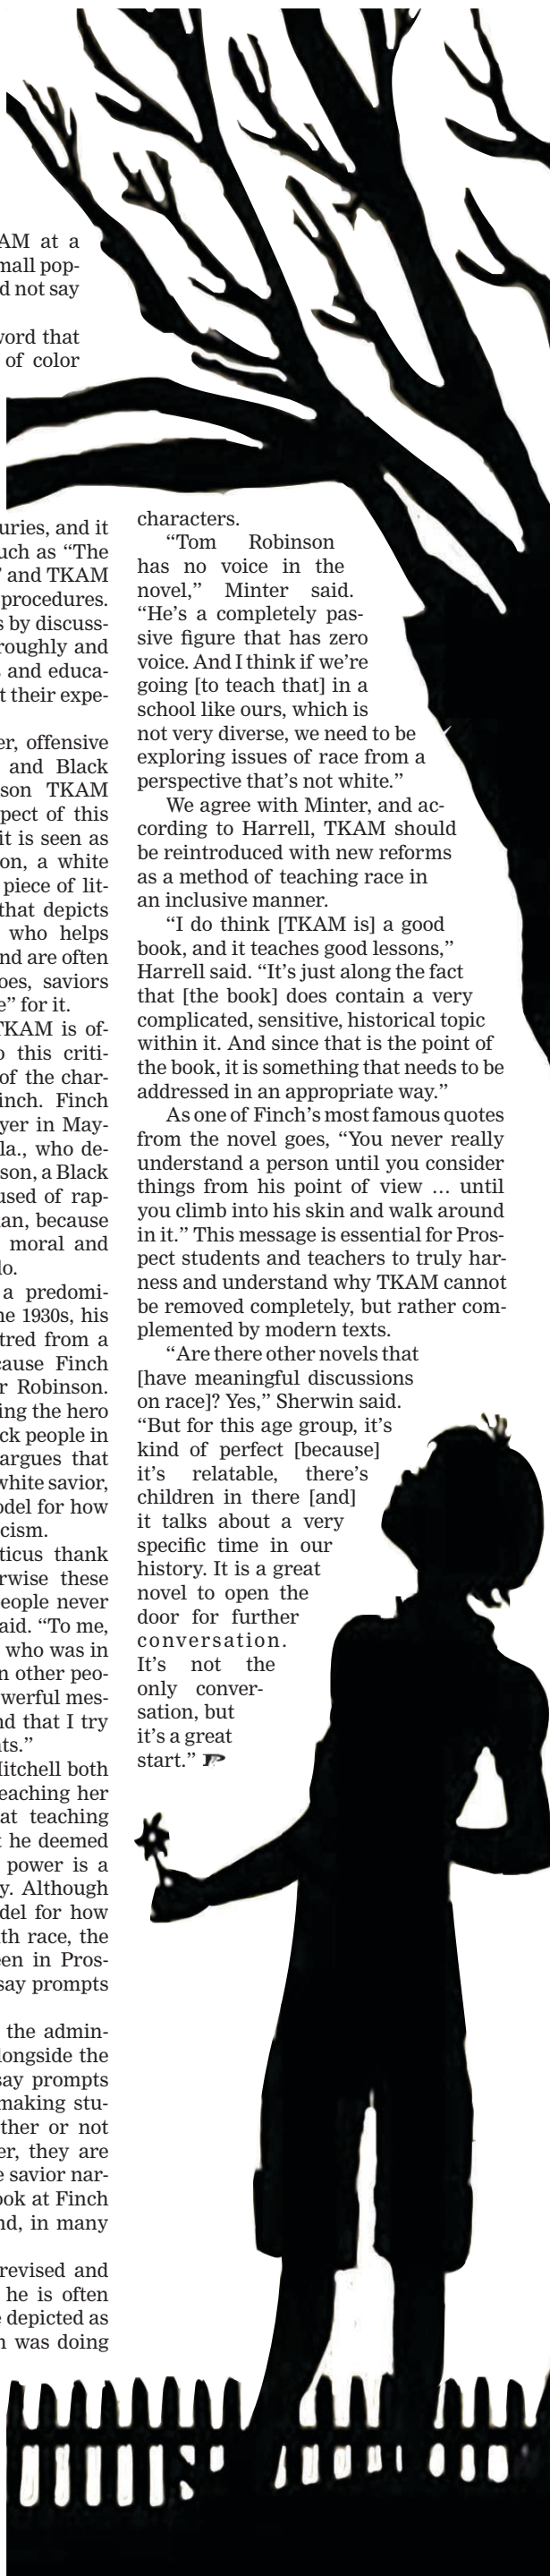 AM at a
mall pop-
d not say
word that
of color
uries, and it
uch as “The
” and TKAM
procedures.
s by discuss-
roughly and
and educa-
t their expe-
er, offensive
and Black
son TKAM
pect of this
it is seen as
on, a white
piece of lit-
that depicts
who helps
nd are often
oes, saviors
e” for it.
TKAM is of-
o this criti-
of the char-
inch. Finch
yer in May-
la., who de-
son, a Black
used of rap-
an, because
moral and
lo.
a predomi-
he 1930s, his
tred from a
cause Finch
r Robinson.
ing the hero
ck people in
argues that
white savior,
odel for how
cism.
ticus thank
rwise these
eople never
aid. “To me,
who was in
n other peo-
werful mes-
nd that I try
nts.”
Mitchell both
eaching her
at teaching
t he deemed
power is a
y. Although
del for how
th race, the
een in Pros-
say prompts
the admin-
longside the
say prompts
making stu-
ther or not
er, they are
e savior nar-
ook at Finch
nd, in many
revised and
he is often
e depicted as
n was doing
characters.
“Tom Robinson
has no voice in the
novel,” Minter said.
“He’s a completely pas-
sive figure that has zero
voice. And I think if we’re
going [to teach that] in a
school like ours, which is
not very diverse, we need to be
exploring issues of race from a
perspective that’s not white.”
We agree with Minter, and ac-
cording to Harrell, TKAM should
be reintroduced with new reforms
as a method of teaching race in
an inclusive manner.
“I do think [TKAM is] a good
book, and it teaches good lessons,”
Harrell said. “It’s just along the fact
that [the book] does contain a very
complicated, sensitive, historical topic
within it. And since that is the point of
the book, it is something that needs to be
addressed in an appropriate way.”
As one of Finch’s most famous quotes
from the novel goes, “You never really
understand a person until you consider
things from his point of view … until
you climb into his skin and walk around
in it.” This message is essential for Pros-
pect students and teachers to truly har-
ness and understand why TKAM cannot
be removed completely, but rather com-
plemented by modern texts.
“Are there other novels that
[have meaningful discussions
on race]? Yes,” Sherwin said.
“But for this age group, it’s
kind of perfect [because]
it’s relatable, there’s
children in there [and]
it talks about a very
specific time in our
history. It is a great
novel to open the
door for further
conversation.
It’s not the
only conver-
sation, but
it’s a great
start.”